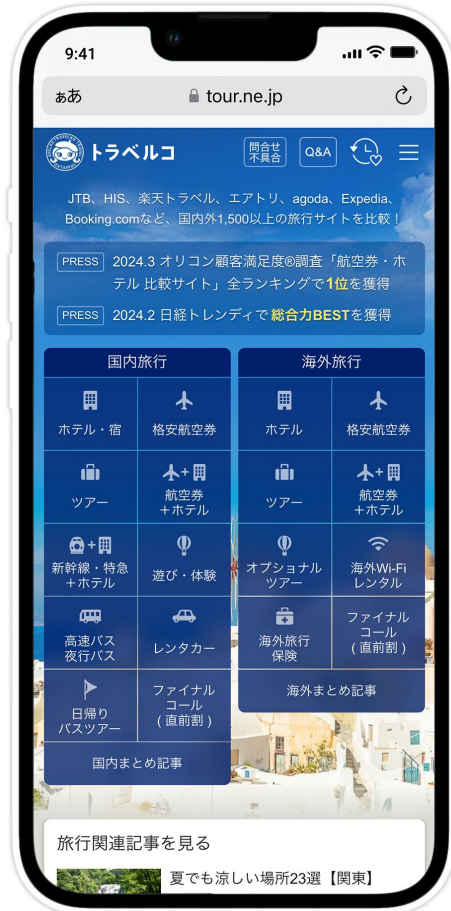 9:41
ぁあ
tour.ne.jp
トラベルコ
問合せ
不具合
Q&A
JTB、HIS、楽天トラベル、エアトリ、agoda、Expedia、
Booking.comなど、国内外1,500以上の旅行サイトを比較！
PRESS 2024.3 オリコン顧客満足度®調査「航空券・ホ
テル 比較サイト」全ランキングで1位を獲得
PRESS 2024.2 日経トレンディで 総合力BESTを獲得
国内旅行
ホテル・宿
格安航空券
ツアー
航空券
＋ホテル
新幹線・特急
＋ホテル
遊び・体験
高速バス
夜行バス
レンタカー
日帰り
バスツアー
ファイナル
コール
( 直前割 )
国内まとめ記事
海外旅行
ホテル
格安航空券
ツアー
航空券
＋ホテル
オプショナル
ツアー
海外Wi-Fi
レンタル
海外旅行
保険
ファイナル
コール
( 直前割 )
海外まとめ記事
旅行関連記事を見る
夏でも涼しい場所23選【関東】